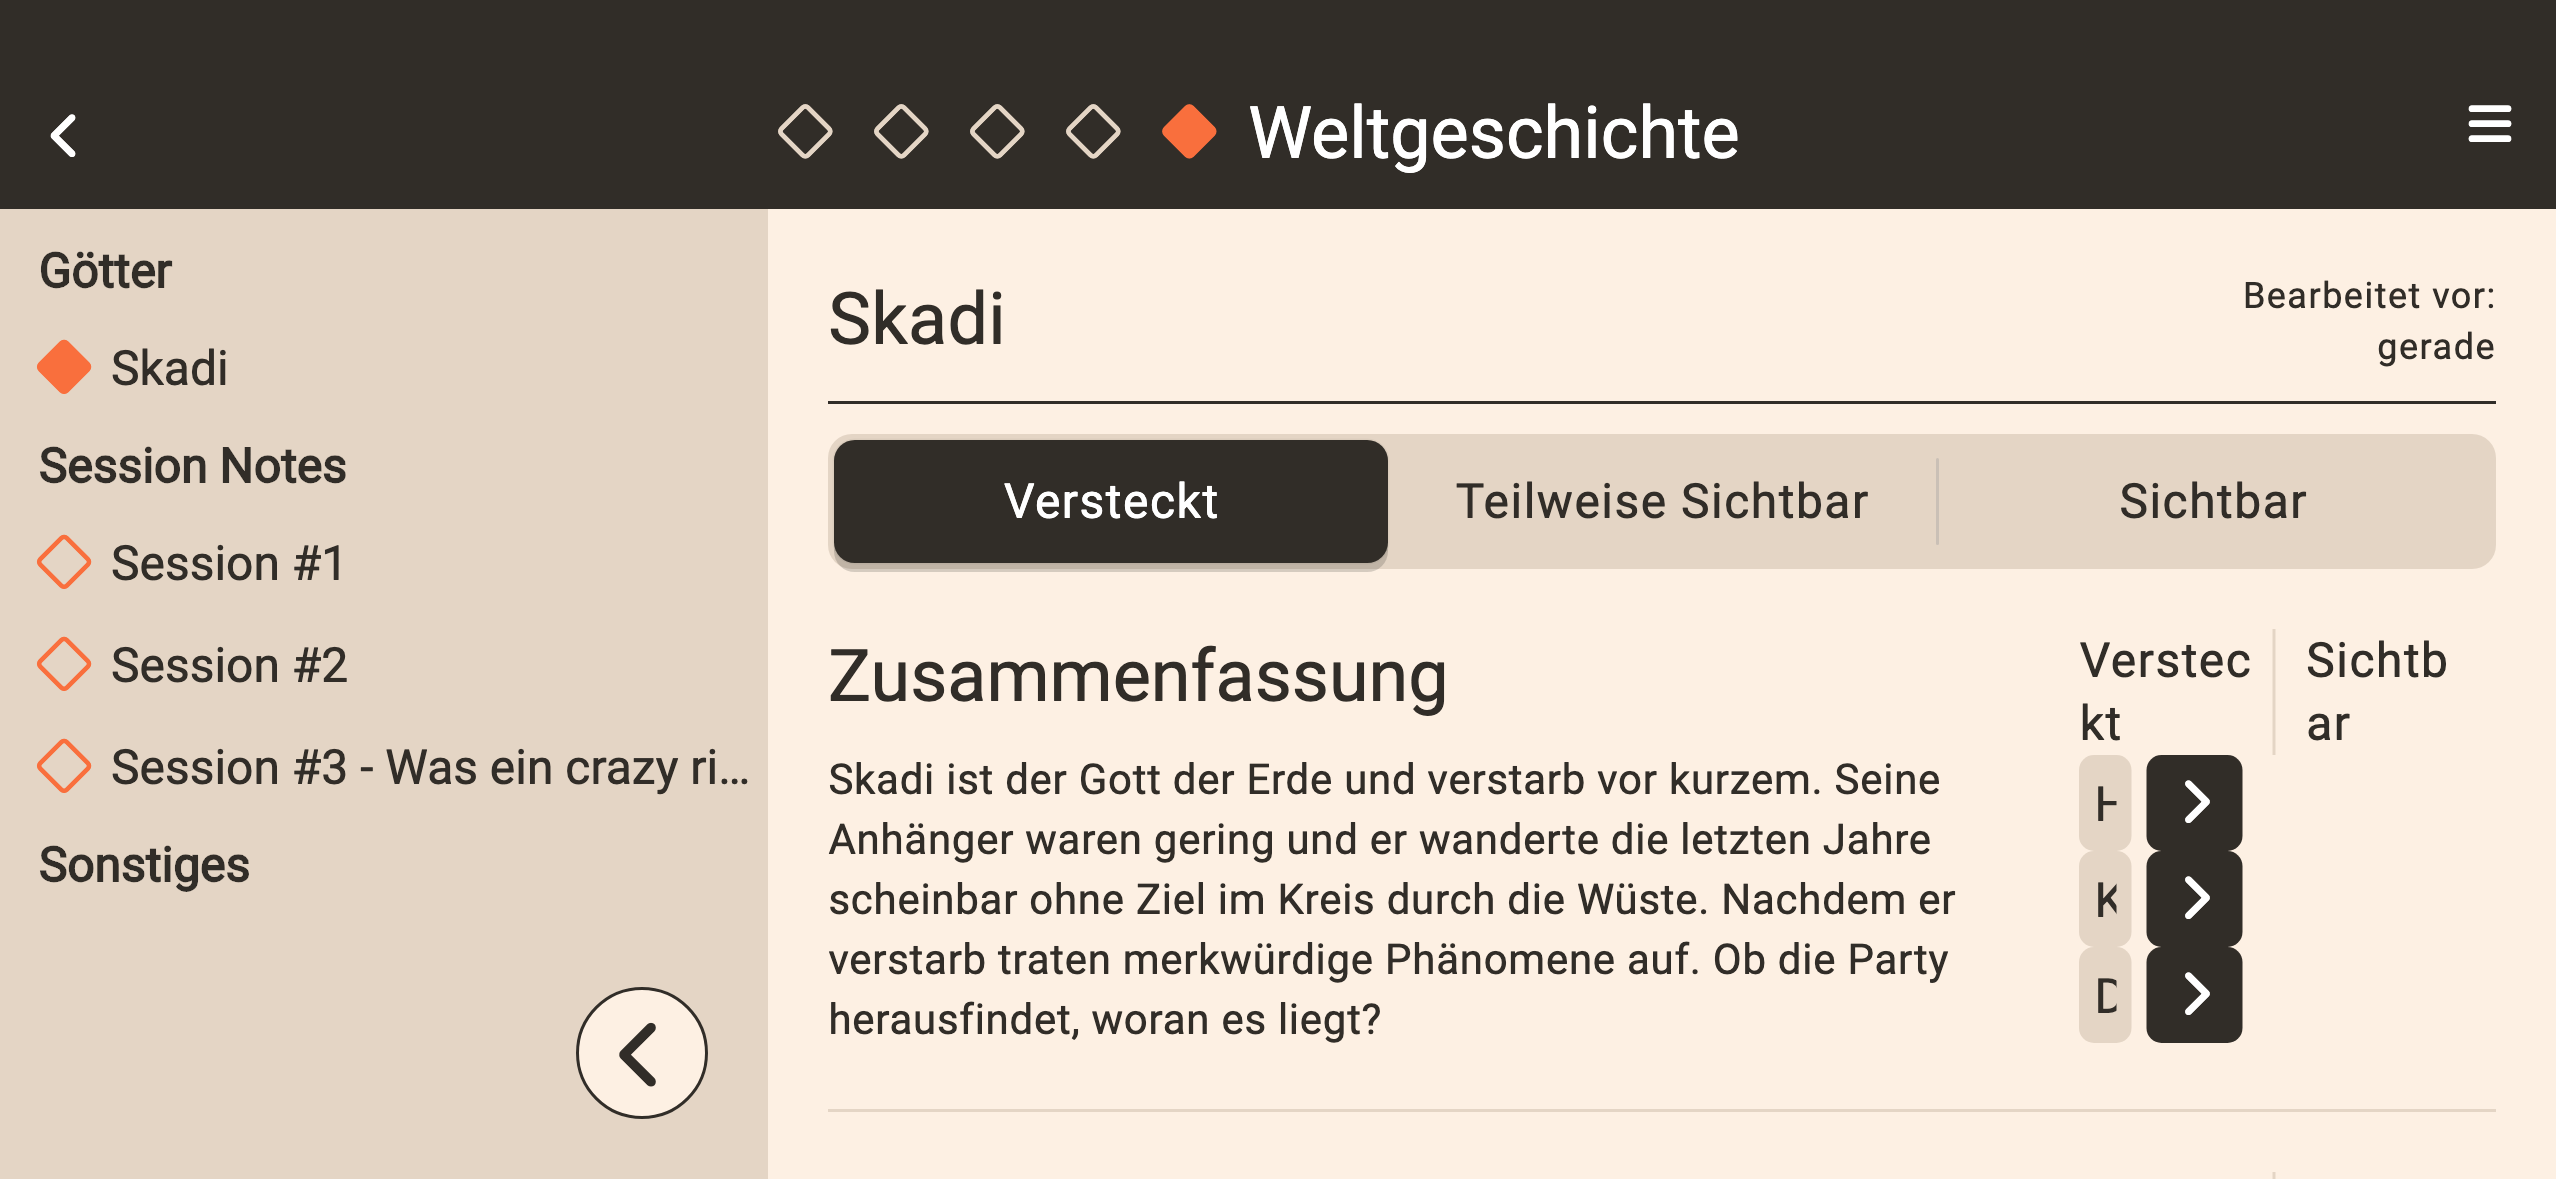 Weltgeschichte
Götter
Skadi
Session Notes
Session #1
Session #2
Session #3 - Was ein crazy ri...
Sonstiges
Skadi
Bearbeitet vor:
gerade
Versteckt
Teilweise Sichtbar
Sichtbar
Zusammenfassung
Skadi ist der Gott der Erde und verstarb vor kurzem. Seine
Anhänger waren gering und er wanderte die letzten Jahre
scheinbar ohne Ziel im Kreis durch die Wüste. Nachdem er
verstarb traten merkwürdige Phänomene auf. Ob die Party
herausfindet, woran es liegt?
Verstec
kt
Sichtb
ar
K
D